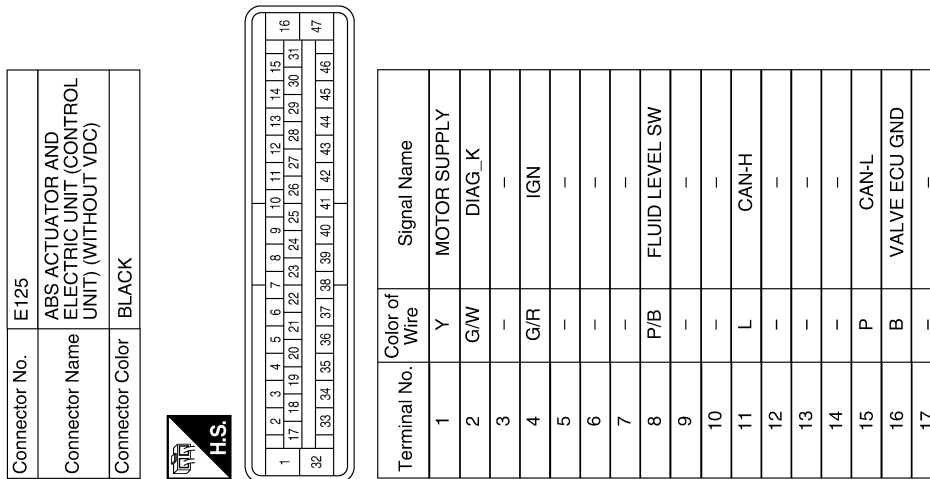 Connector No. E125
Connector Name ABS ACTUATOR AND
ELECTRIC UNIT (CONTROL
UNIT) (WITHOUT VDC)
Connector Color BLACK
H.S.
1 2 3 4 5 6 7 8 9 10 11 12 13 14 15 16
17 18 19 20 21 22 23 24 25 26 27 28 29 30 31
32 33 34 35 36 37 38 39 40 41 42 43 44 45 46 47
Terminal No. Color of Wire Signal Name
1 Y MOTOR SUPPLY
2 G/W DIAG_K
3 – –
4 G/R IGN
5 – –
6 – –
7 – –
8 P/B FLUID LEVEL SW
9 – –
10 – –
11 L CAN-H
12 – –
13 – –
14 – –
15 P CAN-L
16 B VALVE ECU GND
17 – –